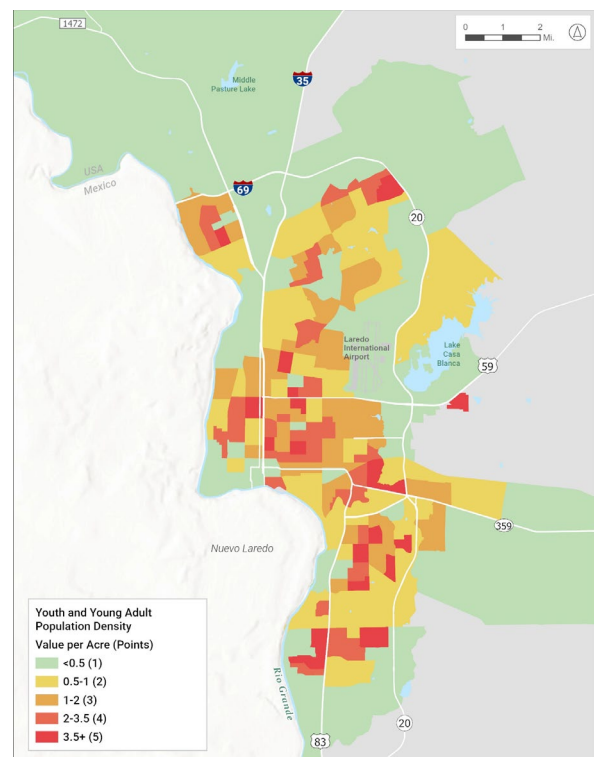 1472
0 1 2
Mi.
Middle
Pasture Lake
35
USA
Mexico
69
20
Laredo
International
Airport
Lake
Casa
Blanca
59
359
Nuevo Laredo
Youth and Young Adult
Population Density
Value per Acre (Points)
<0.5 (1)
0.5-1 (2)
1-2 (3)
2-3.5 (4)
3.5+ (5)
Rio Grande
20
83